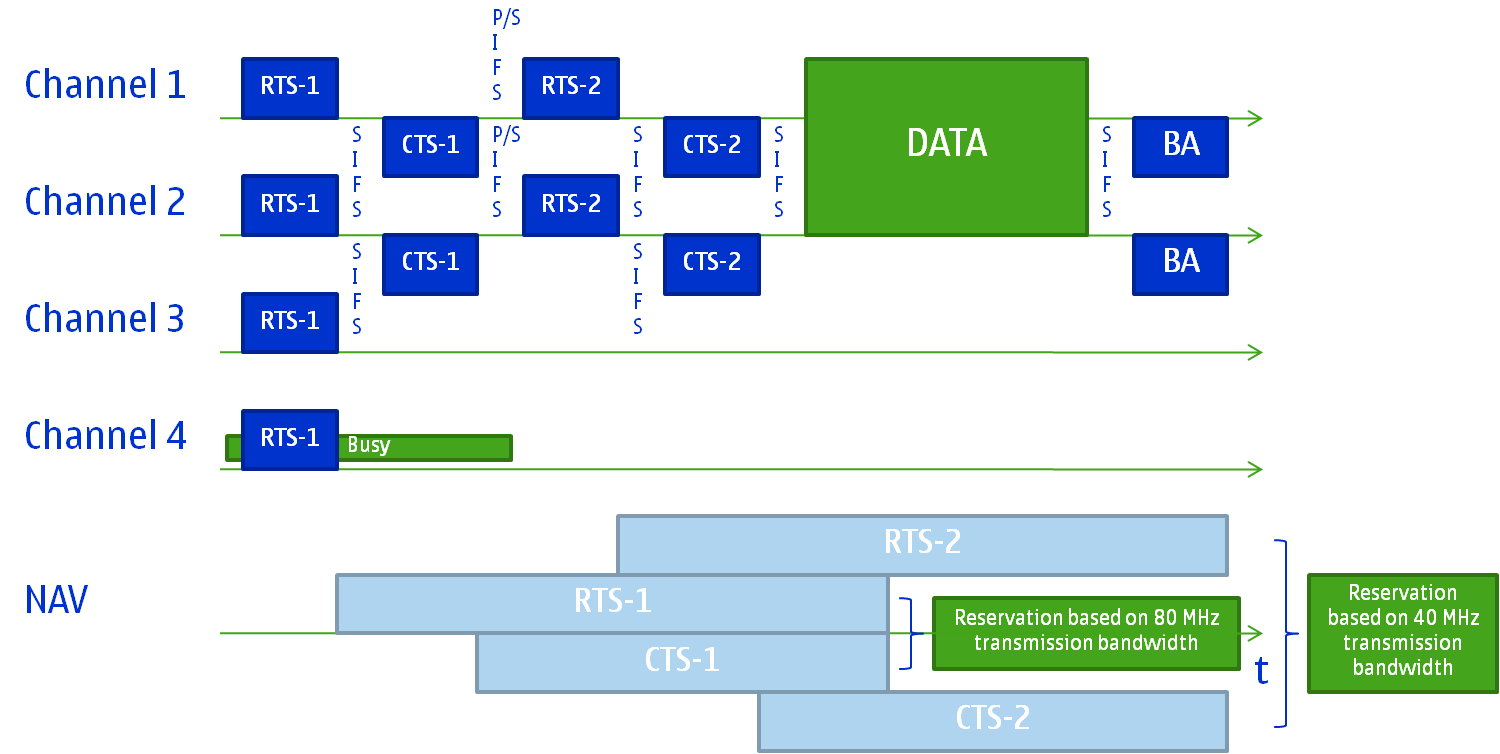 P/S
I
F
S
Channel 1
RTS-1
RTS-2
DATA
S
I
F
S
CTS-1
P/S
I
F
S
S
I
F
S
CTS-2
S
I
F
S
S
I
F
S
BA
Channel 2
RTS-1
RTS-2
S
I
F
S
CTS-1
S
I
F
S
CTS-2
BA
Channel 3
RTS-1
Channel 4
RTS-1
Busy
RTS-2
NAV
RTS-1
CTS-1
CTS-2
Reservation based on 80 MHz
transmission bandwidth
t
Reservation
based on 40 MHz
transmission
bandwidth